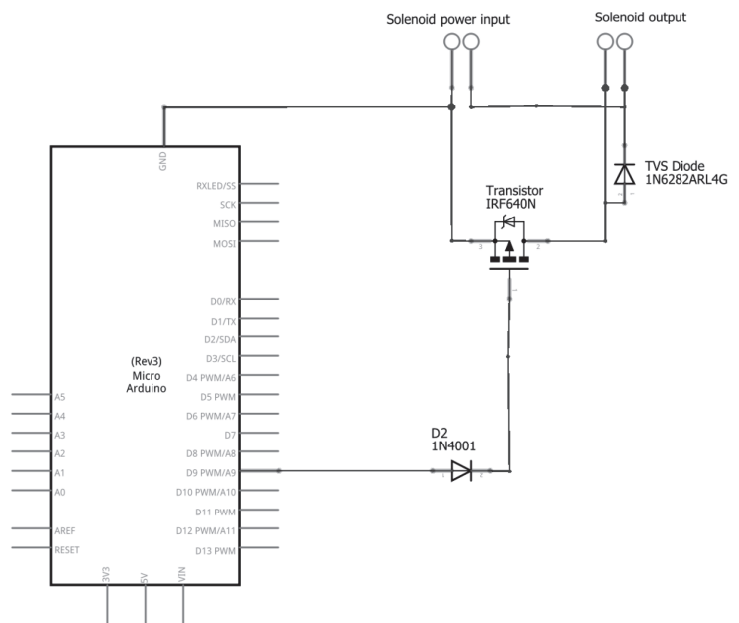 Solenoid power input
Solenoid output
GND
RXLED/SS
SCK
MISO
MOSI
TVS Diode
1N6282ARL4G
Transistor
IRF640N
3
2
1
D0/RX
D1/TX
D2/SDA
D3/SCL
D4 PWM/A6
D5 PWM
D6 PWM/A7
D7
D8 PWM/A8
D9 PWM/A9
D10 PWM/A10
D11 PWM
D12 PWM/A11
D13 PWM
(Rev3)
Micro
Arduino
A5
A4
A3
A2
A1
A0
AREF
RESET
D2
1N4001
3V3
5V
VIN